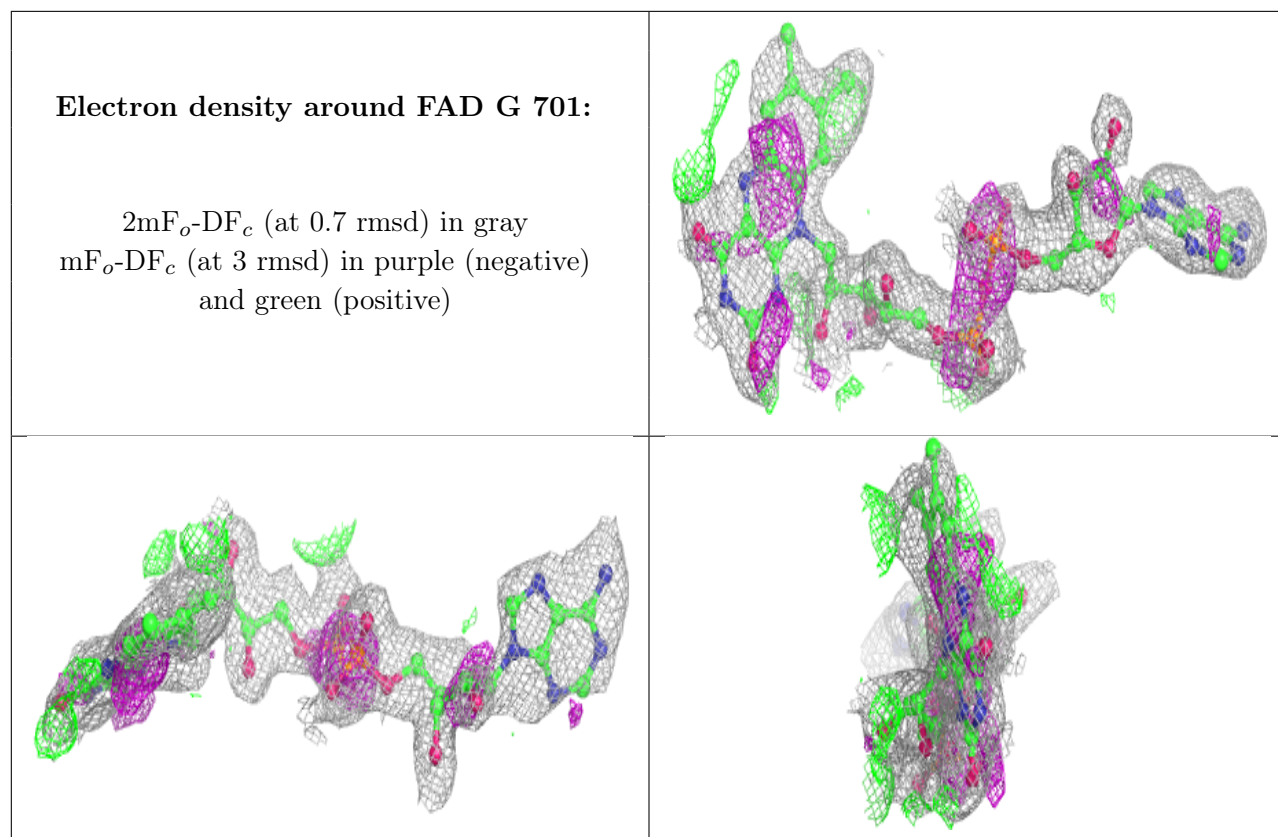 Electron density around FAD G 701:
2mFo-DFc (at 0.7 rmsd) in gray
mFo-DFc (at 3 rmsd) in purple (negative)
and green (positive)